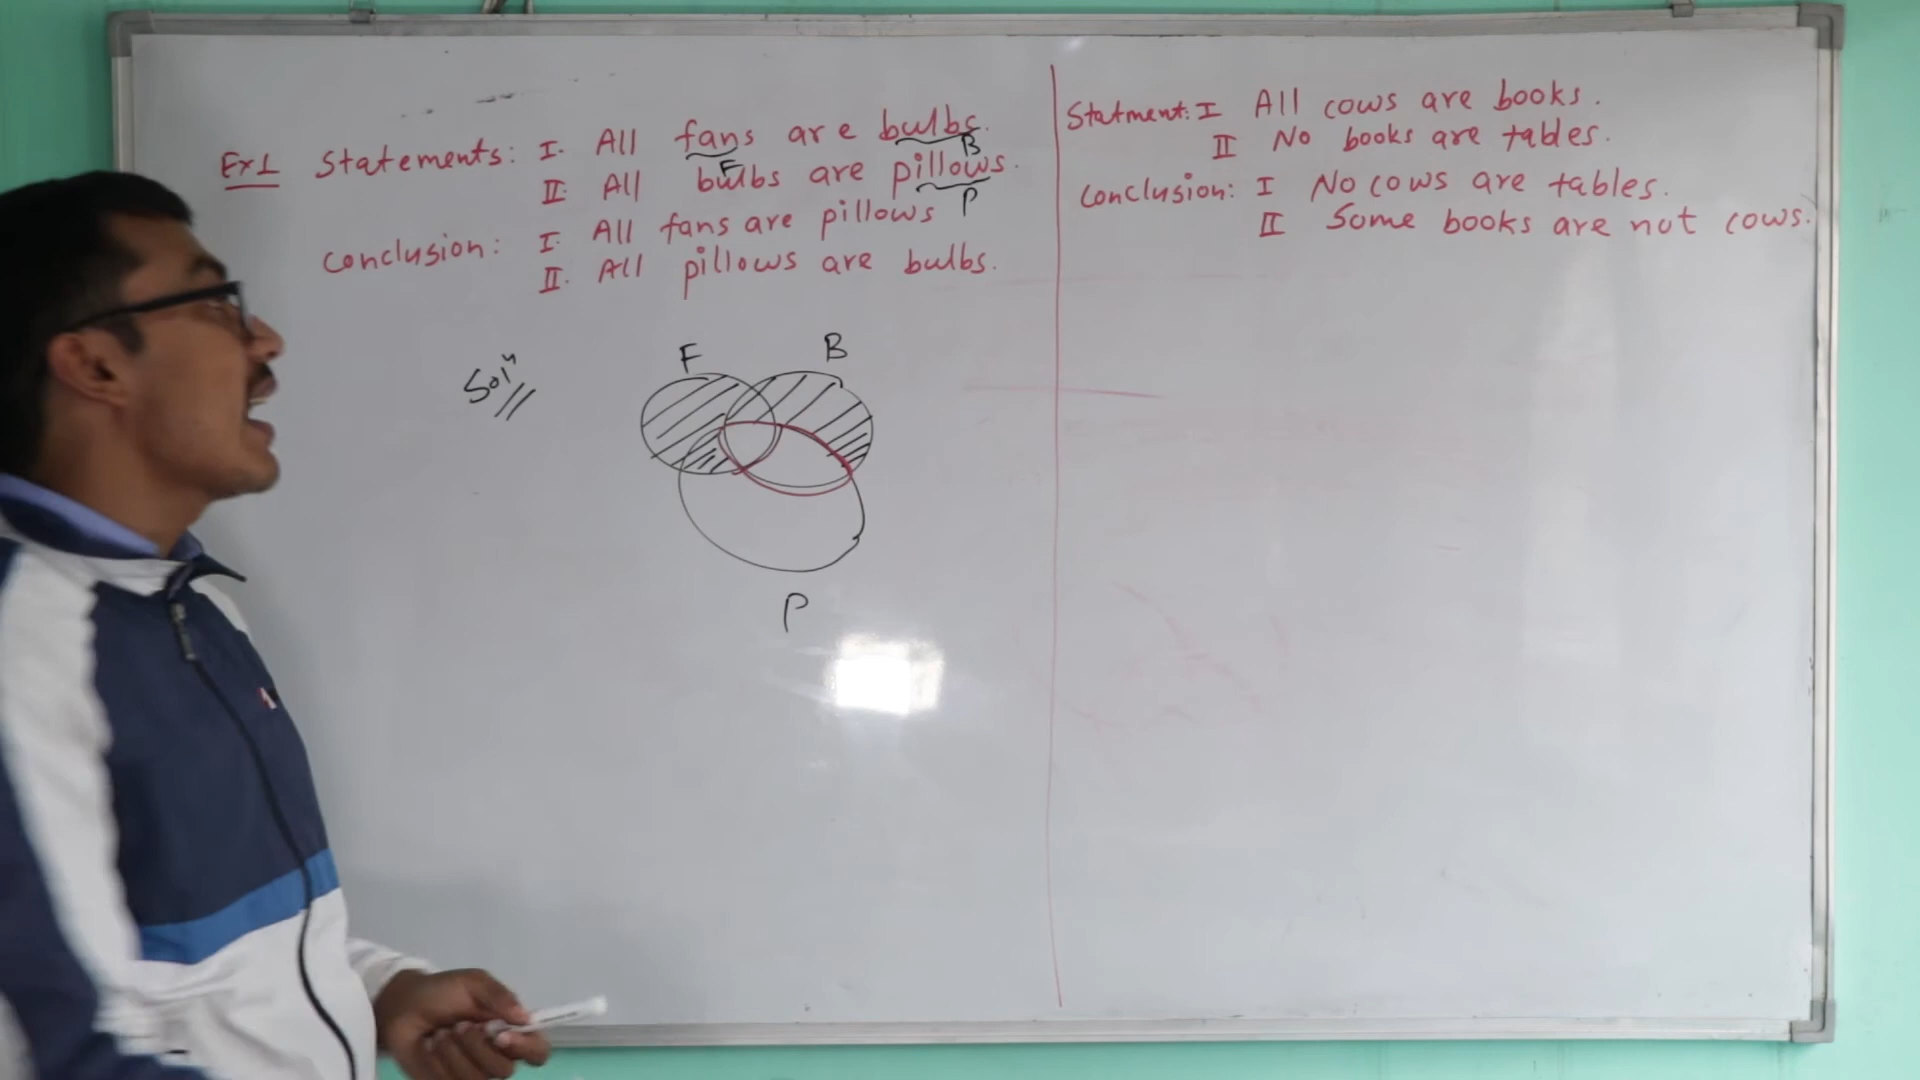 Ex1 Statements: I. All fans are bulbs.
B
F
II. All bulbs are pillows.
P
Conclusion: I. All fans are pillows
II. All pillows are bulbs.
Solⁿ
F B
P
Statment: I All cows are books.
II No books are tables.
Conclusion: I No cows are tables.
II Some books are not cows.